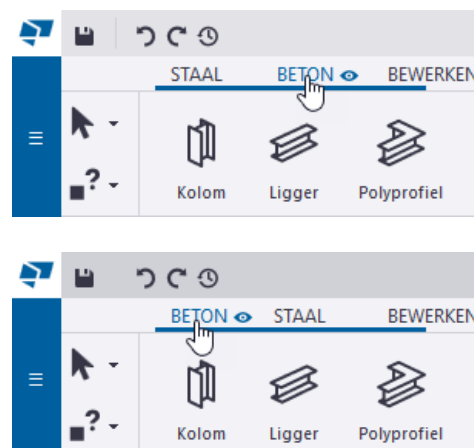 STAAL BETON BEWERKEN
Kolom Ligger Polyprofiel
BETON STAAL BEWERKEN
Kolom Ligger Polyprofiel